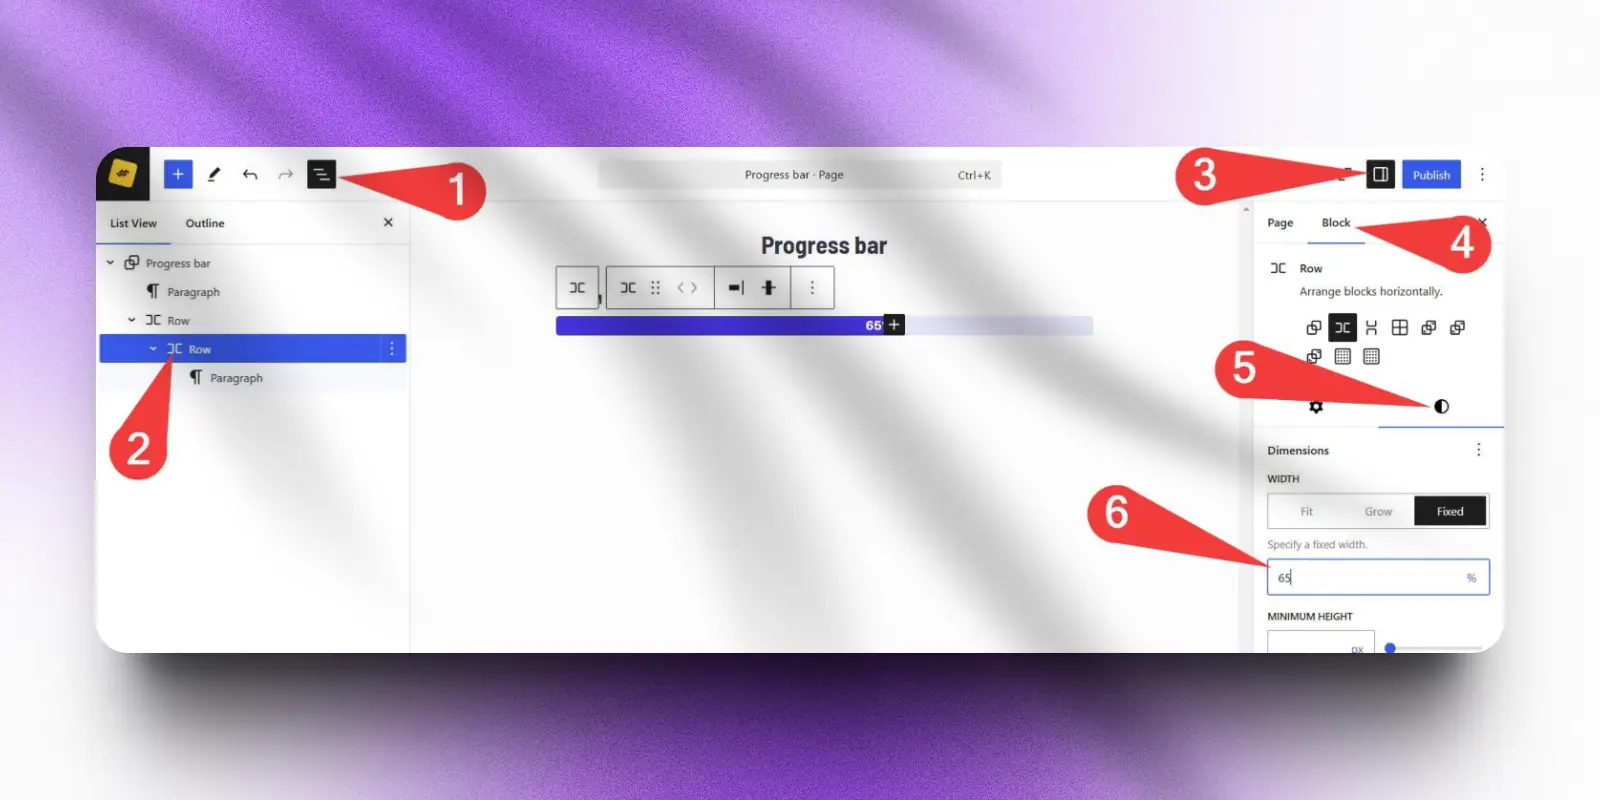 Progress bar · Page
Ctrl+K
Publish
1
3
List View
Outline
Page
Block
4
Progress bar
Paragraph
Row
Row
Paragraph
2
Progress bar
65
Row
Arrange blocks horizontally.
5
Dimensions
WIDTH
Fit
Grow
Fixed
6
Specify a fixed width.
65
%
MINIMUM HEIGHT
px